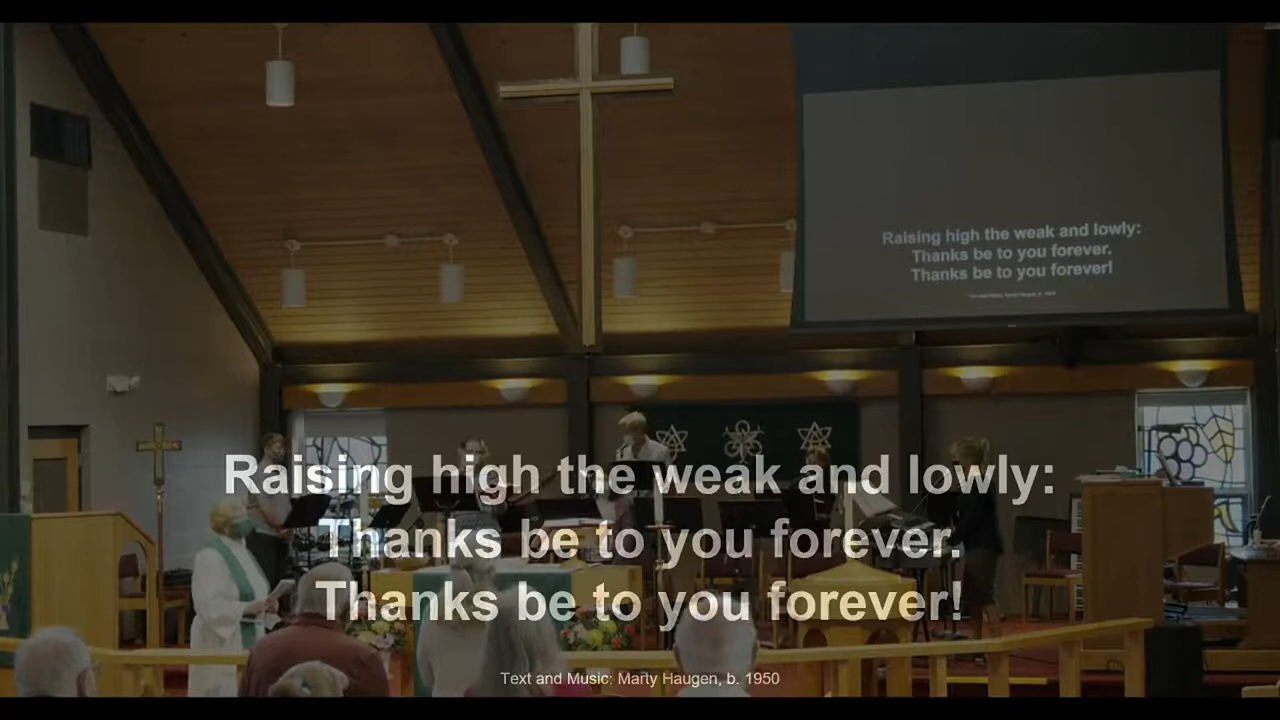 Raising high the weak and lowly:
Thanks be to you forever.
Thanks be to you forever!
Raising high the weak and lowly:
Thanks be to you forever.
Thanks be to you forever!
Text and Music: Marty Haugen, b. 1950